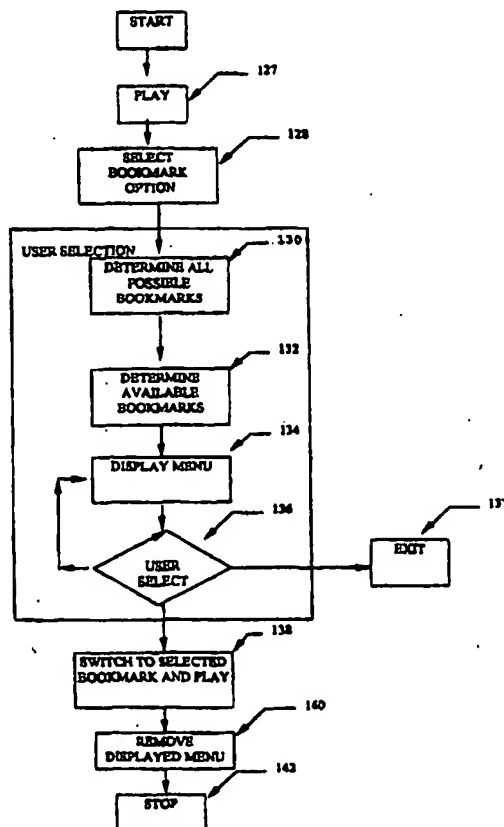 START
127
PLAY
128
SELECT
BOOKMARK
OPTION
130
USER SELECTION
DETERMINE ALL
POSSIBLE
BOOKMARKS
132
DETERMINE
AVAILABLE
BOOKMARKS
134
DISPLAY MENU
136
137
USER
SELECT
EXIT
138
SWITCH TO SELECTED
BOOKMARK AND PLAY
140
REMOVE
DISPLAYED MENU
142
STOP